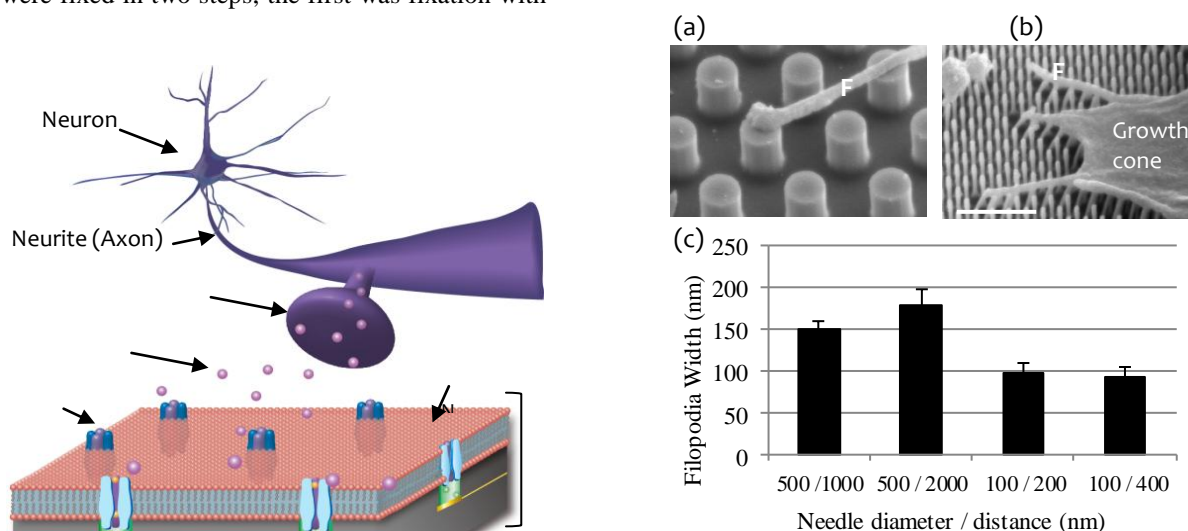 were fixed in two steps, the first was fixation with
Neuron
Neurite (Axon)
(a)
F
(b)
F
Growth
cone
(c)
Filopodia Width (nm)
250
200
150
100
50
0
500 /1000
500 / 2000
100 / 200
100 / 400
Needle diameter / distance (nm)